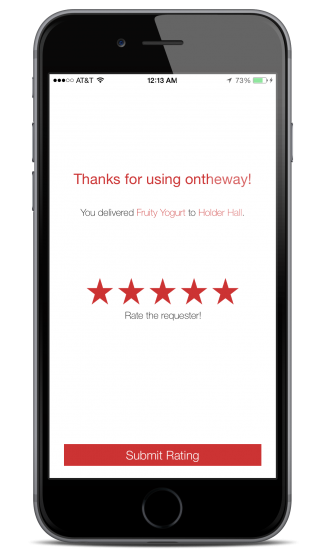 AT&T 12:13 AM 73%
Thanks for using ontheway!
You delivered Fruity Yogurt to Holder Hall.
Rate the requester!
Submit Rating